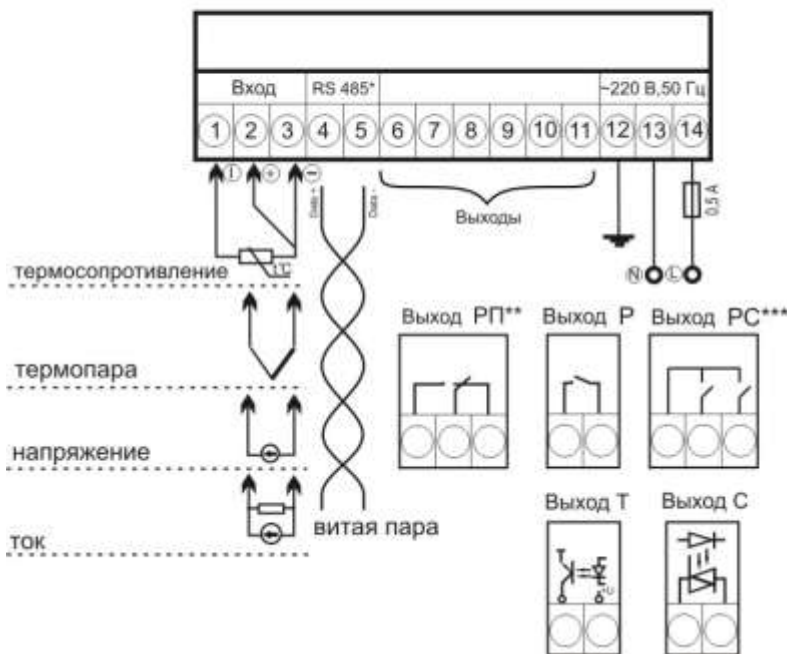 Вход RS 485* ~220 В,50 Гц
1 2 3 4 5 6 7 8 9 10 11 12 13 14
I + −
Data + Data -
Выходы
0,5 А
t°C
термосопротивление
N L
Выход РП** Выход Р Выход РС***
термопара
напряжение
Выход Т Выход С
витая пара
ток
+U